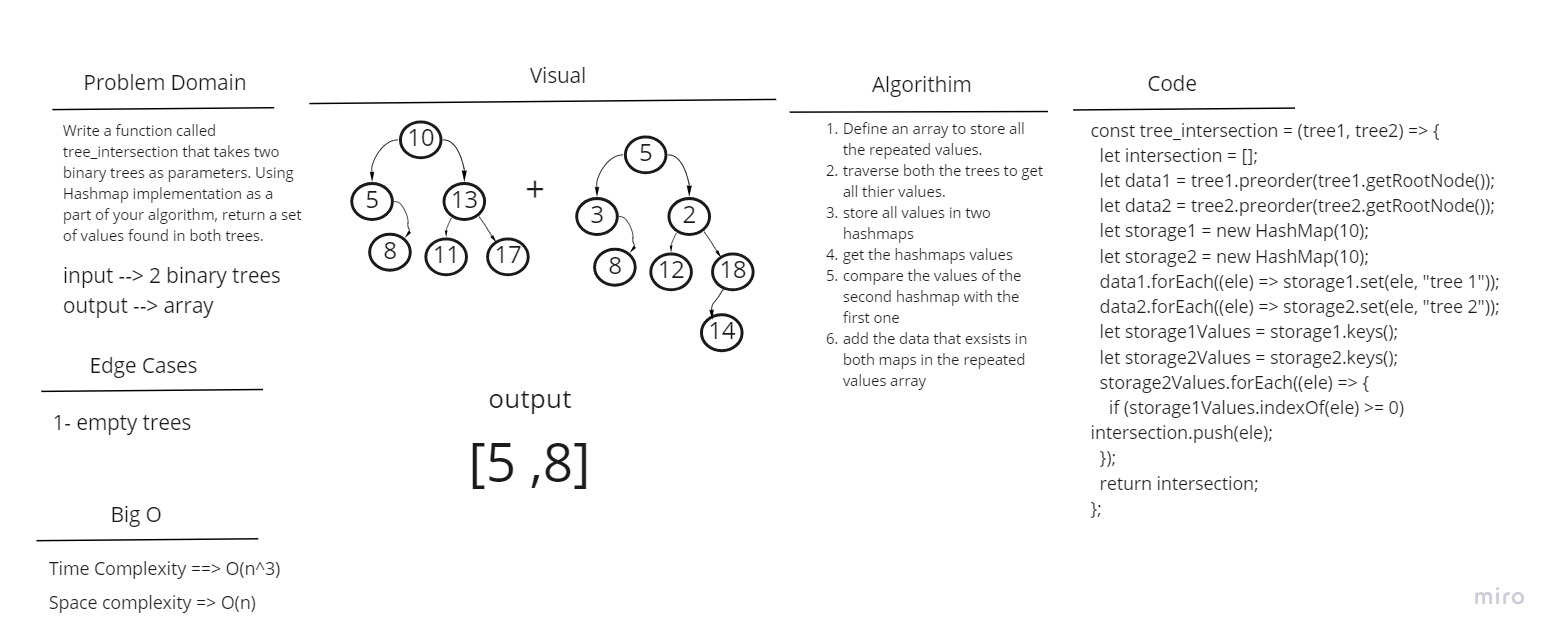 Problem Domain
Write a function called
tree_intersection that takes two
binary trees as parameters. Using
Hashmap implementation as a
part of your algorithm, return a set
of values found in both trees.
input --> 2 binary trees
output --> array
Edge Cases
1- empty trees
Big O
Time Complexity ==> O(n^3)
Space complexity => O(n)
Visual
10
5
13
8
11
17
+
5
3
2
8
12
18
14
output
[5 ,8]
Algorithim
1. Define an array to store all
the repeated values.
2. traverse both the trees to get
all thier values.
3. store all values in two
hashmaps
4. get the hashmaps values
5. compare the values of the
second hashmap with the
first one
6. add the data that exsists in
both maps in the repeated
values array
Code
const tree_intersection = (tree1, tree2) => {
let intersection = [];
let data1 = tree1.preorder(tree1.getRootNode());
let data2 = tree2.preorder(tree2.getRootNode());
let storage1 = new HashMap(10);
let storage2 = new HashMap(10);
data1.forEach((ele) => storage1.set(ele, "tree 1"));
data2.forEach((ele) => storage2.set(ele, "tree 2"));
let storage1Values = storage1.keys();
let storage2Values = storage2.keys();
storage2Values.forEach((ele) => {
if (storage1Values.indexOf(ele) >= 0)
intersection.push(ele);
});
return intersection;
};
miro